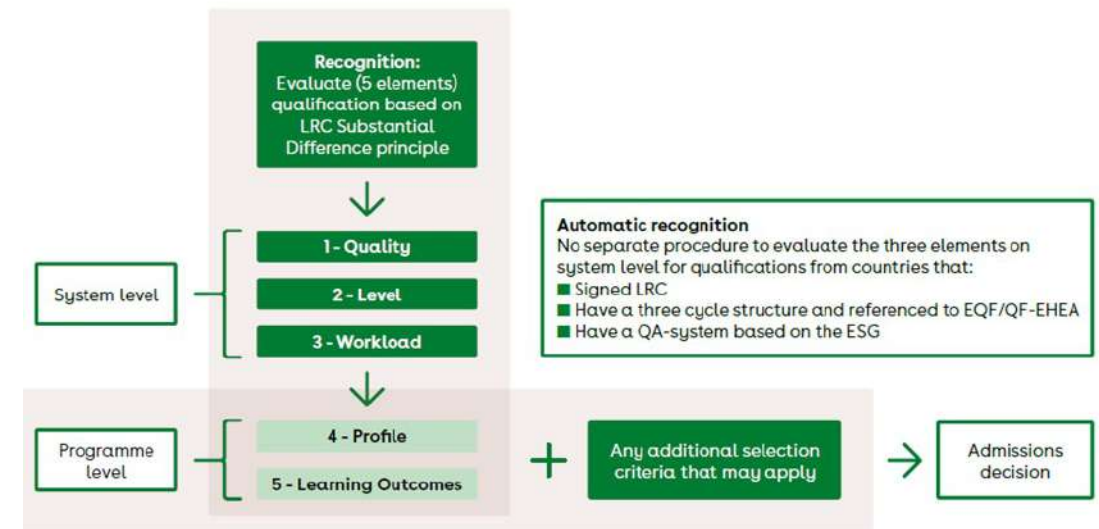 Recognition:
Evaluate (5 elements)
qualification based on
LRC Substantial
Difference principle
Automatic recognition
No separate procedure to evaluate the three elements on
system level for qualifications from countries that:
■ Signed LRC
■ Have a three cycle structure and referenced to EQF/QF-EHEA
■ Have a QA-system based on the ESG
System level
1 - Quality
2 - Level
3 - Workload
Programme
level
4 - Profile
5 - Learning Outcomes
+
Any additional selection
criteria that may apply
Admissions
decision